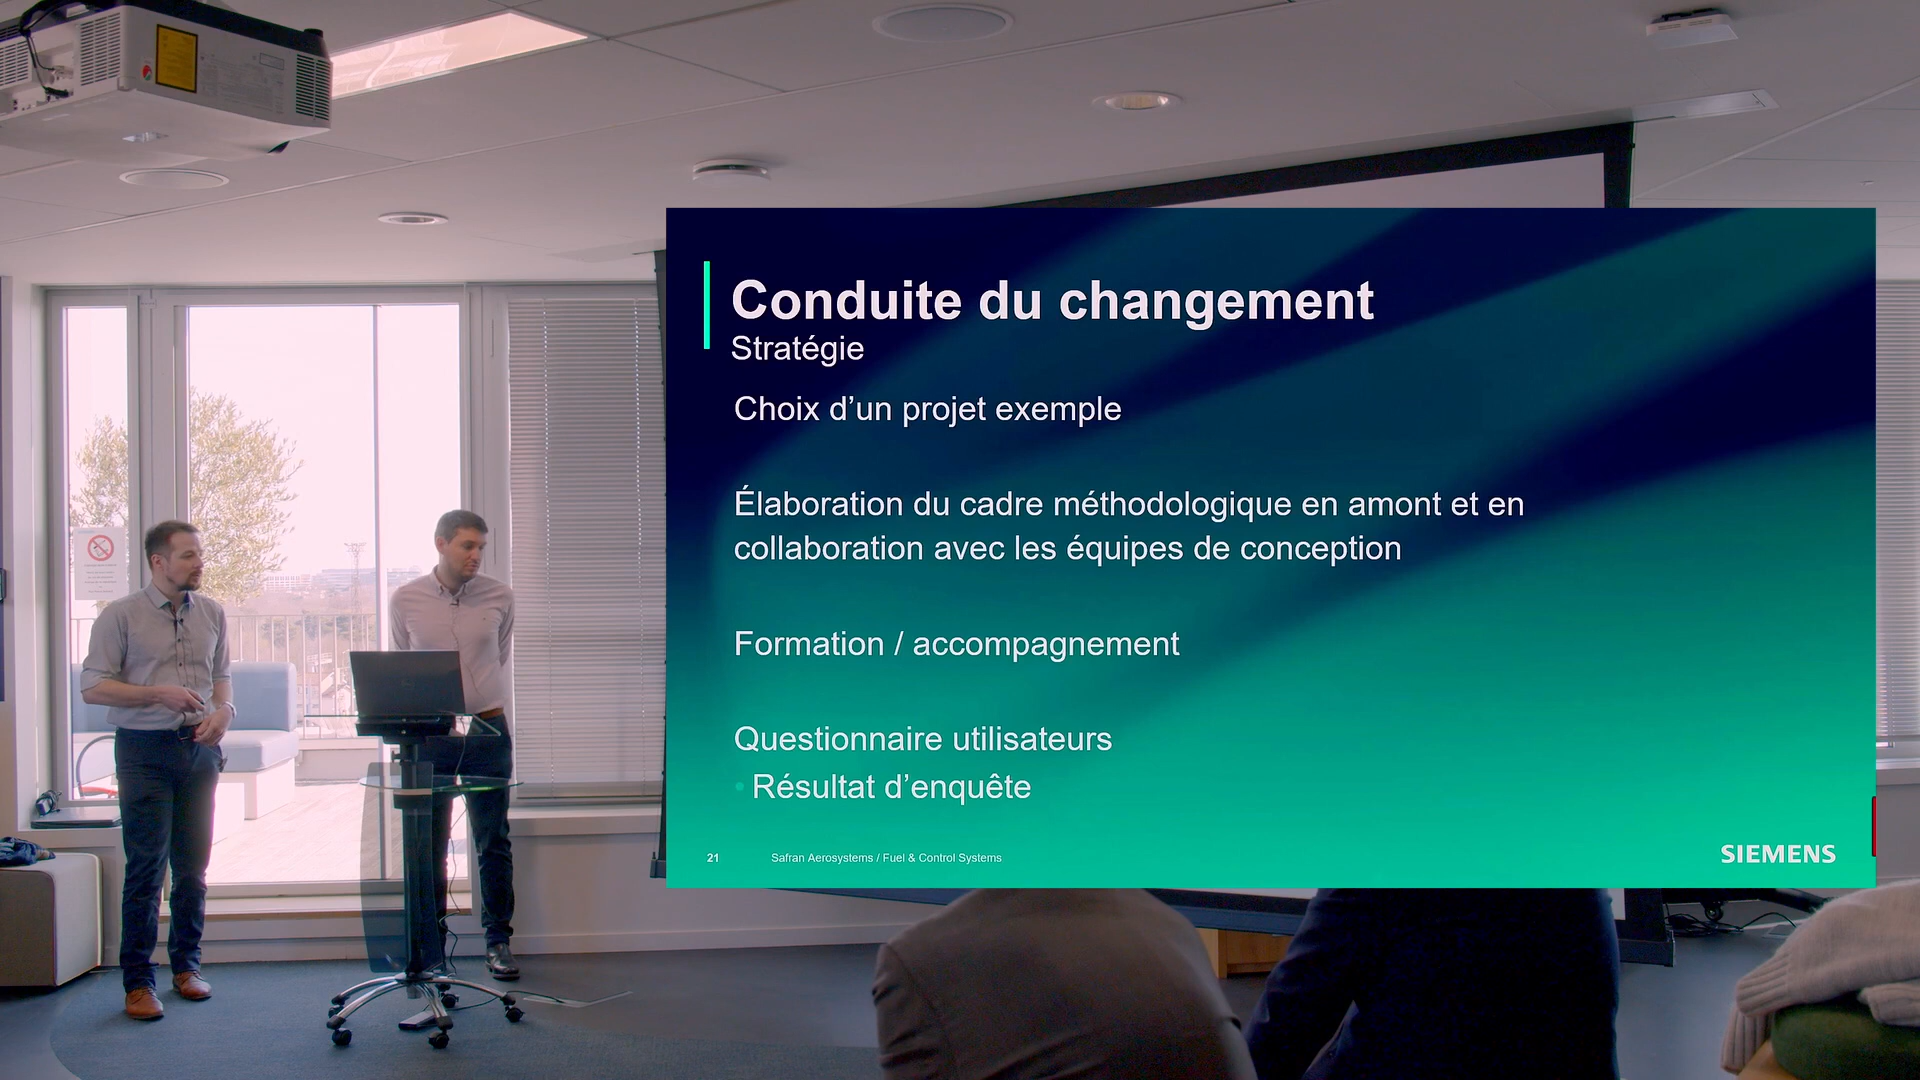 Conduite du changement
Stratégie
Choix d’un projet exemple
Élaboration du cadre méthodologique en amont et en
collaboration avec les équipes de conception
Formation / accompagnement
Questionnaire utilisateurs
• Résultat d’enquête
21 Safran Aerosystems / Fuel & Control Systems
SIEMENS